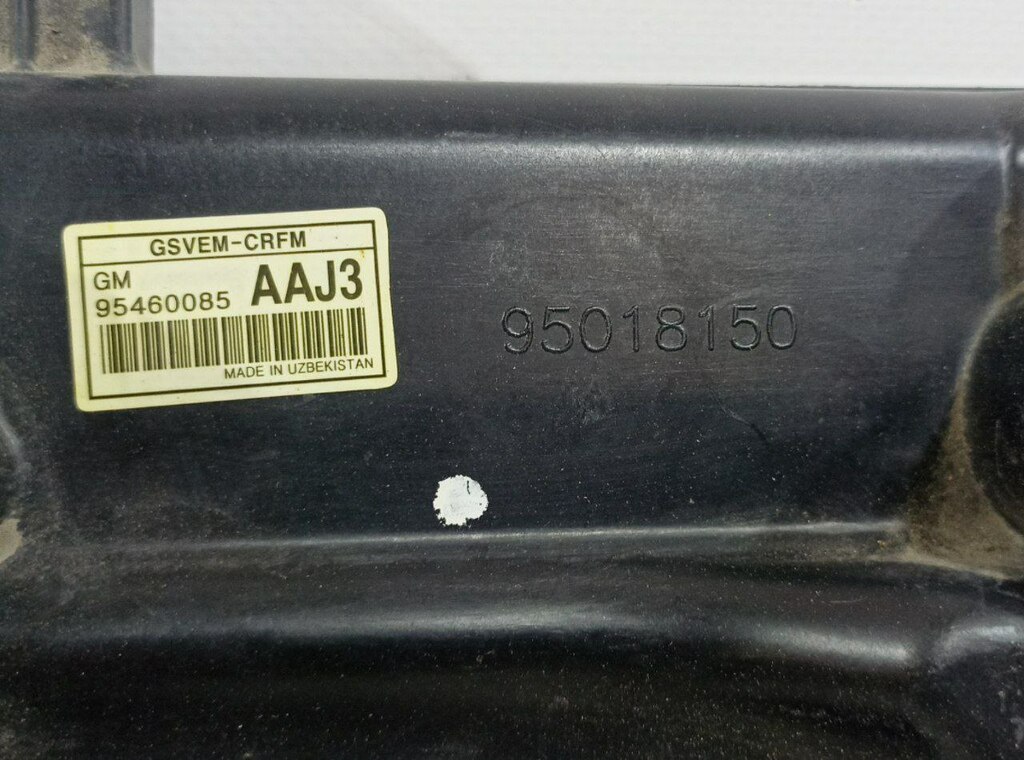 GSVEM-CRFM
GM
95460085 AAJ3
MADE IN UZBEKISTAN
95018150